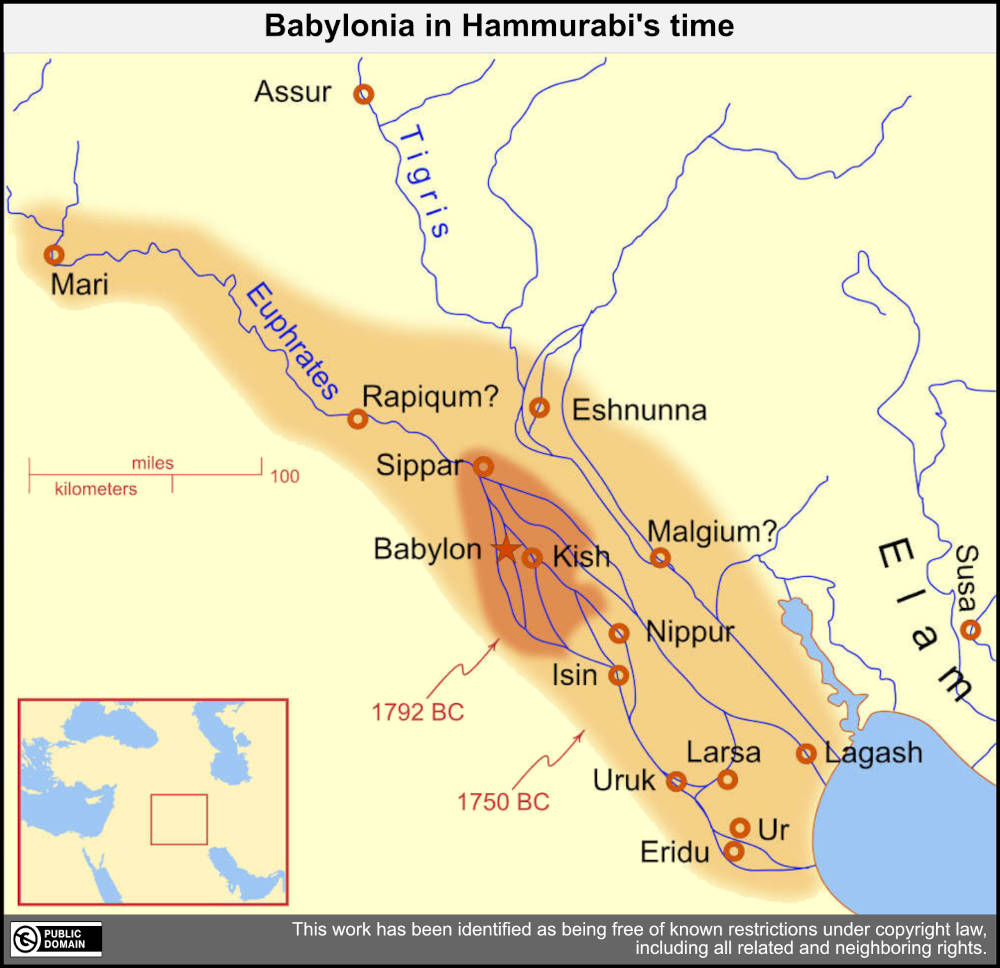 Babylonia in Hammurabi's time
Assur
Tigris
Mari
Euphrates
Rapiqum?
Eshnunna
Sippar
miles
kilometers
100
Babylon
Kish
Malgium?
Elam
Susa
Nippur
Isin
1792 BC
1750 BC
Larsa
Lagash
Uruk
Ur
Eridu
PUBLIC
DOMAIN
This work has been identified as being free of known restrictions under copyright law,
including all related and neighboring rights.